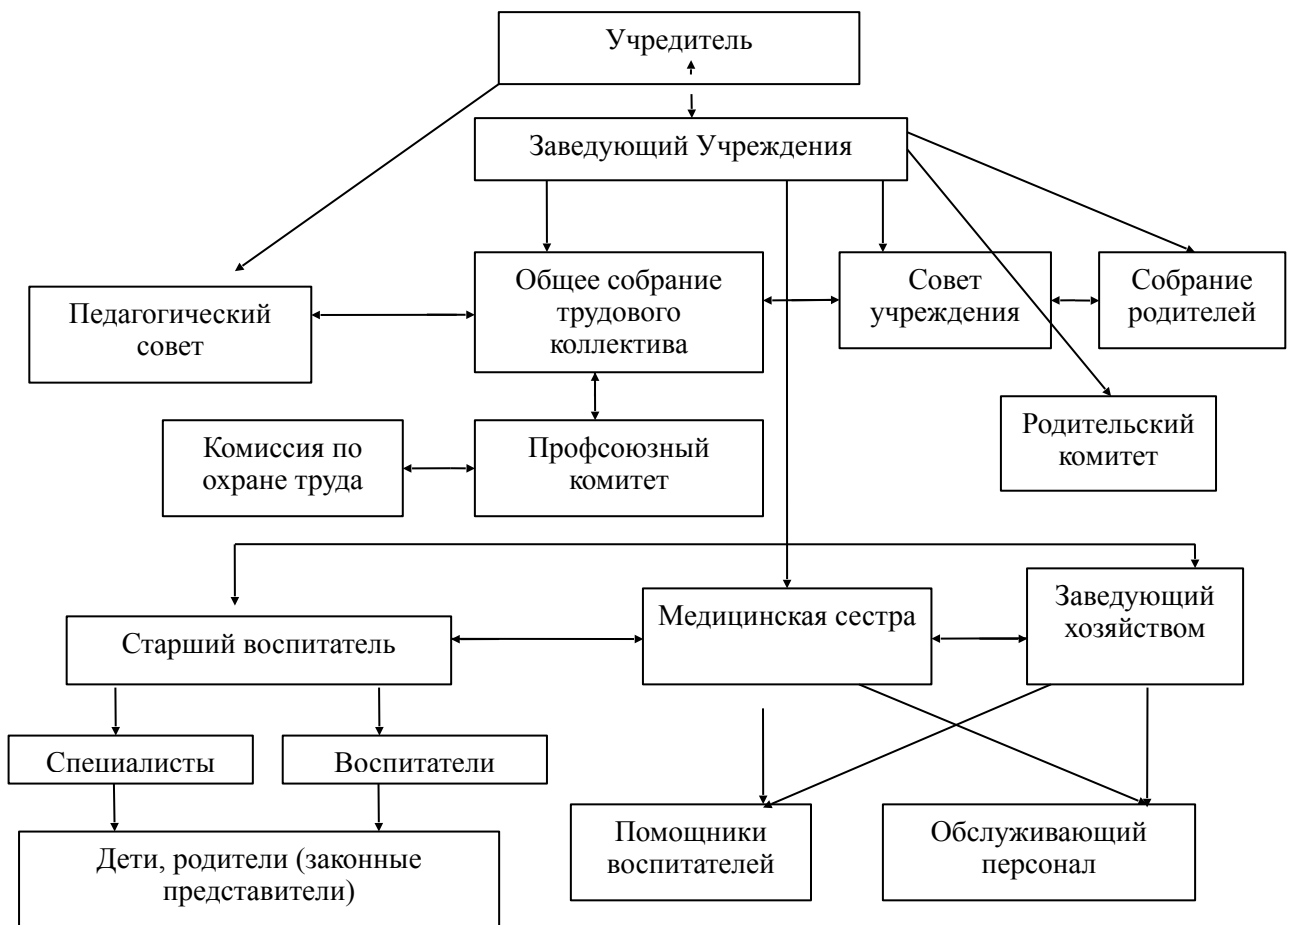 Учредитель
Заведующий Учреждения
Педагогический
совет
Общее собрание
трудового
коллектива
Совет
учреждения
Собрание
родителей
Комиссия по
охране труда
Профсоюзный
комитет
Родительский
комитет
Старший воспитатель
Медицинская сестра
Заведующий
хозяйством
Специалисты
Воспитатели
Дети, родители (законные
представители)
Помощники
воспитателей
Обслуживающий
персонал